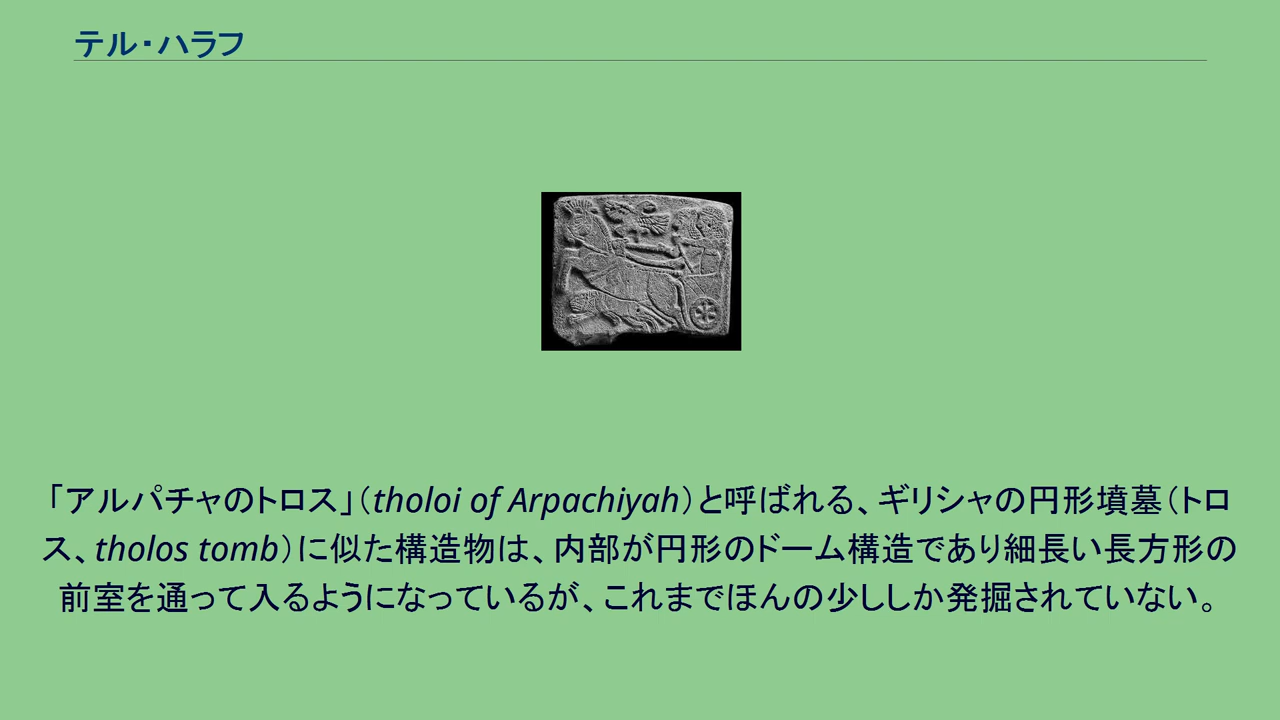 テル・ハラフ
「アルパチャのトロス」（tholoi of Arpachiyah）と呼ばれる、ギリシャの円形墳墓（トロ
ス、tholos tomb）に似た構造物は、内部が円形のドーム構造であり細長い長方形の
前室を通って入るようになっているが、これまでほんの少ししか発掘されていない。